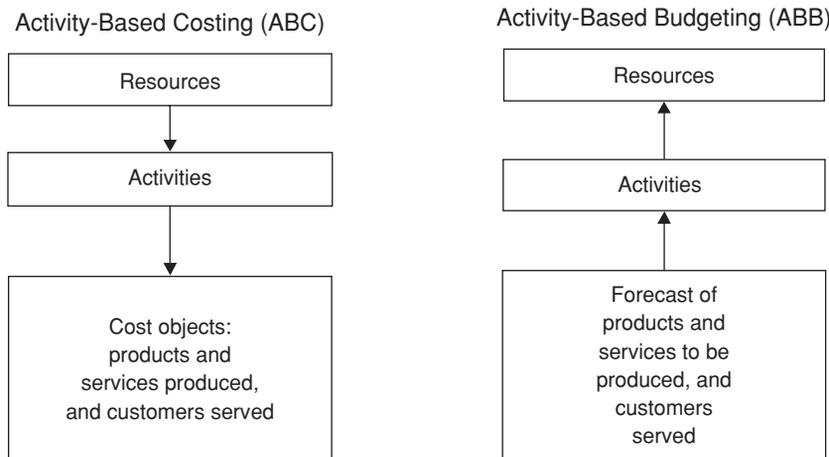 Activity-Based Costing (ABC)
Resources
Activities
Cost objects:
products and
services produced,
and customers served
Activity-Based Budgeting (ABB)
Resources
Activities
Forecast of
products and
services to be
produced, and
customers
served